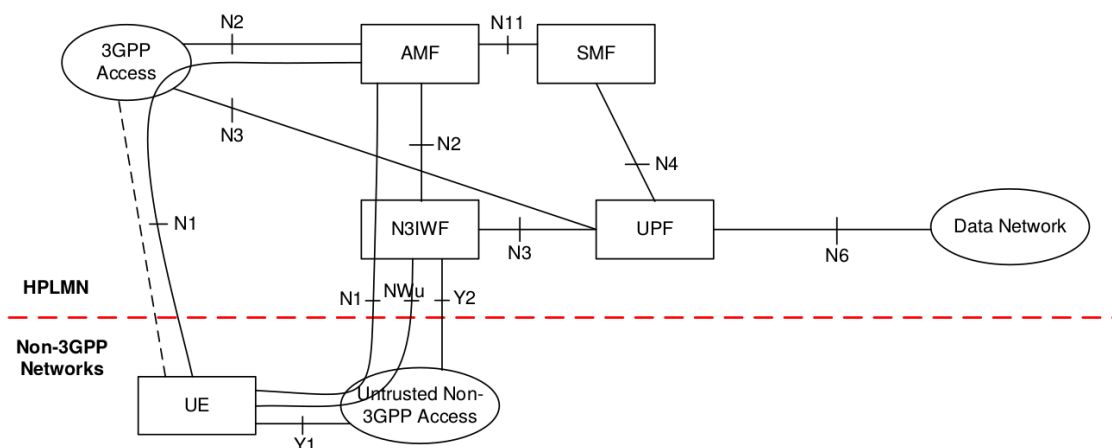 N2
N11
3GPP
Access
AMF
SMF
N3
N2
N4
N1
N3IWF
N3
UPF
N6
Data Network
HPLMN
N1
NWu
Y2
Non-3GPP
Networks
UE
Untrusted Non-
3GPP Access
Y1